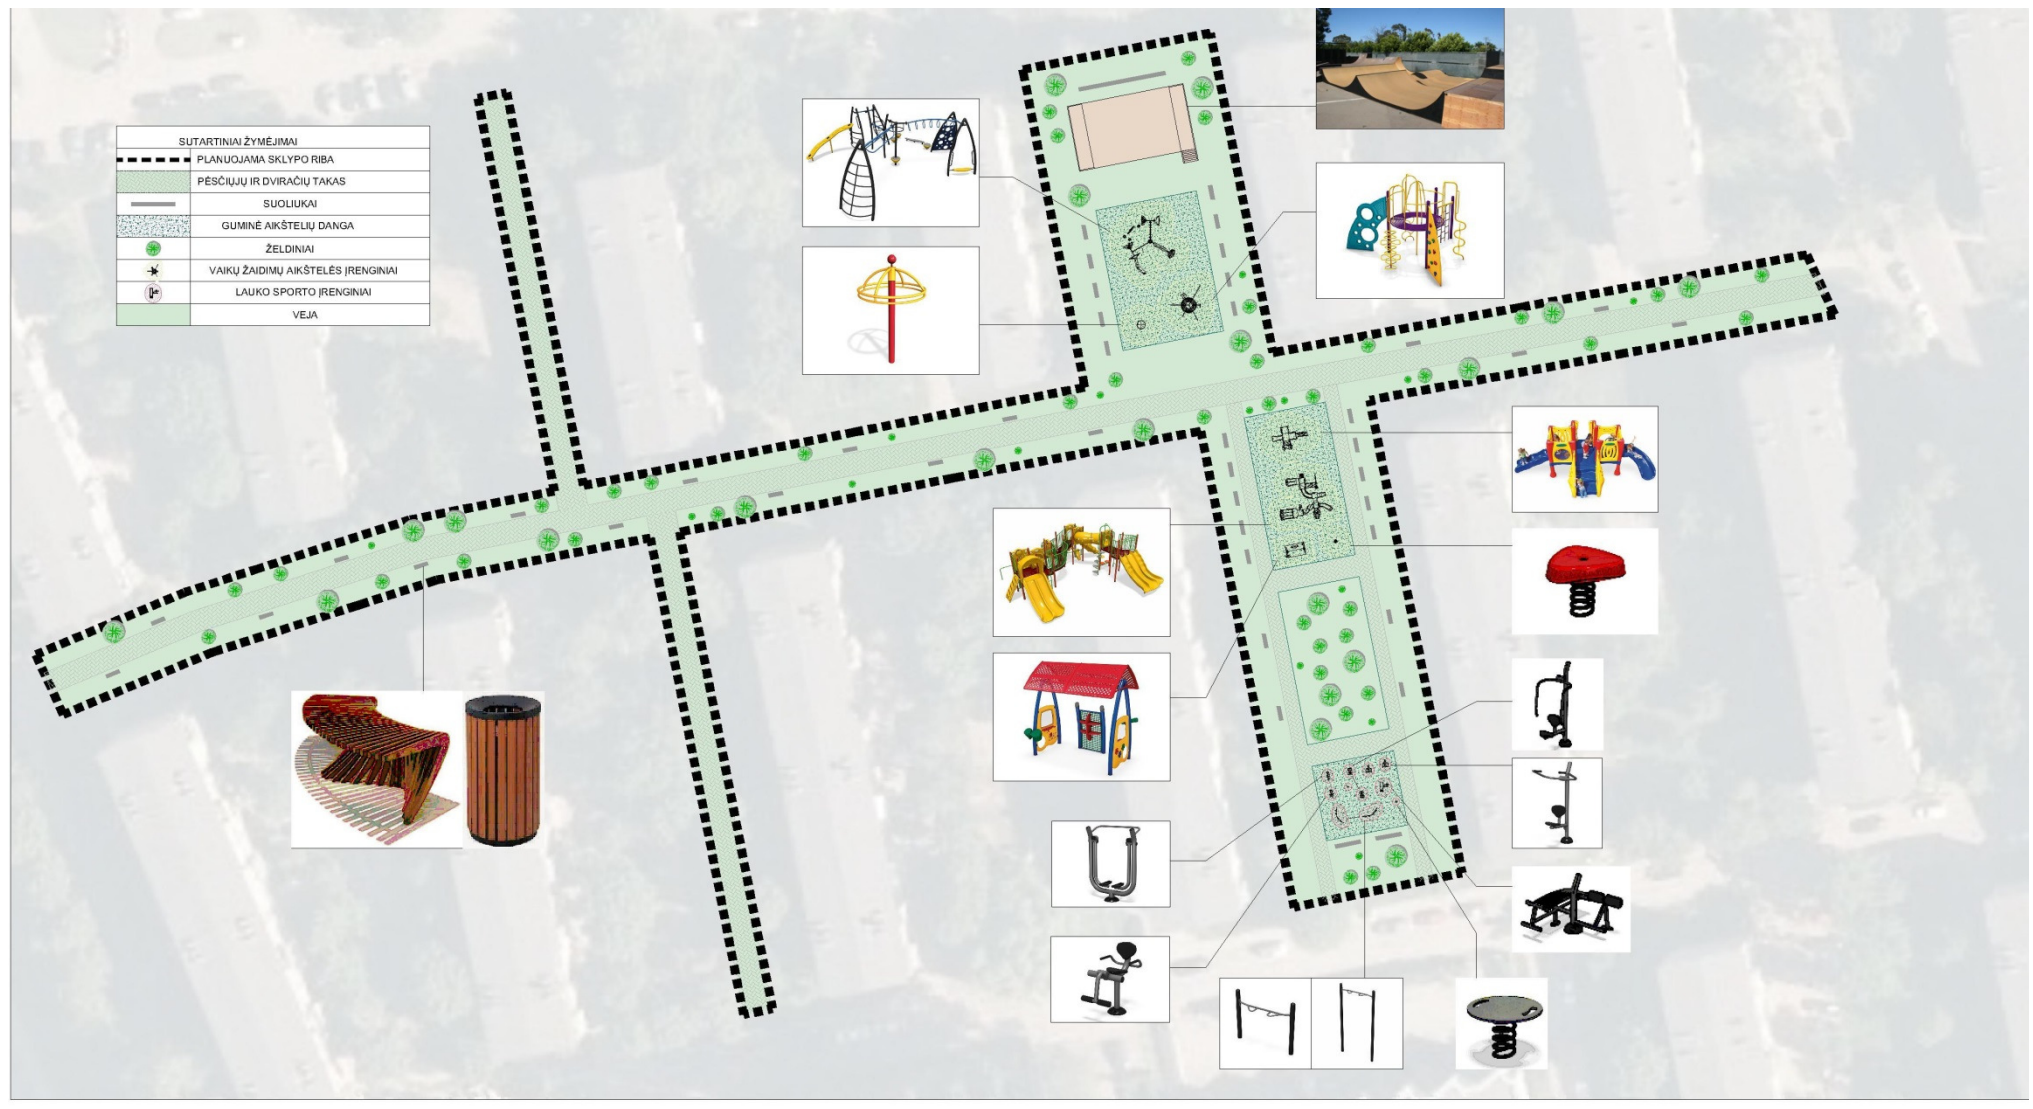 SUTARTINIAI ŽYMĖJIMAI
PLANUOJAMA SKLYPO RIBA
PĖSČIŲJŲ IR DVIRAČIŲ TAKAS
SUOLIUKAI
GUMINĖ AIKŠTELIŲ DANGA
ŽELDINIAI
VAIKŲ ŽAIDIMŲ AIKŠTELĖS ĮRENGINIAI
LAUKO SPORTO ĮRENGINIAI
VEJA